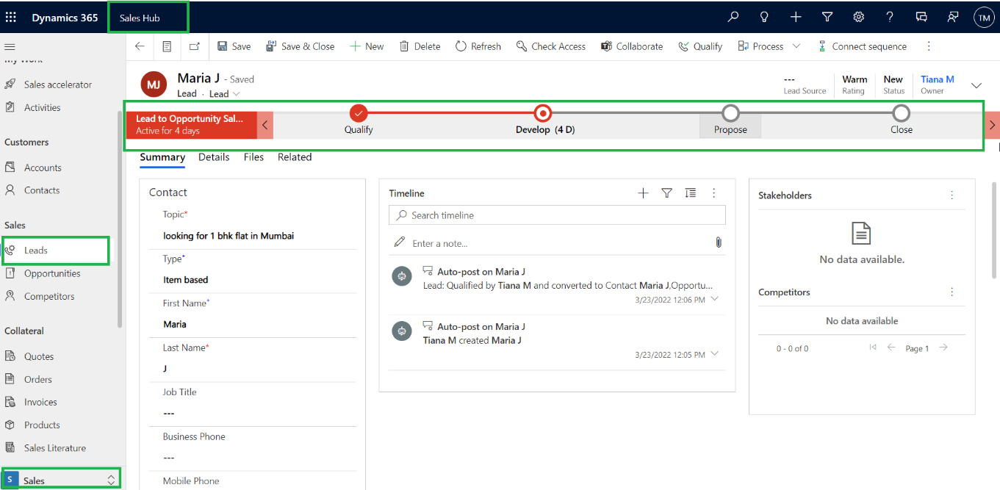 Dynamics 365
Sales Hub
TM
Save
Save & Close
New
Delete
Refresh
Check Access
Collaborate
Qualify
Process
Connect sequence
My Work
Sales accelerator
Activities
Customers
Accounts
Contacts
Sales
Leads
Opportunities
Competitors
Collateral
Quotes
Orders
Invoices
Products
Sales Literature
S
Sales
MJ
Maria J - Saved
Lead · Lead
---
Lead Source
Warm
Rating
New
Status
Tiana M
Owner
Lead to Opportunity Sal...
Active for 4 days
Qualify
Develop (4 D)
Propose
Close
Summary
Details
Files
Related
Contact
Topic*
looking for 1 bhk flat in Mumbai
Type+
Item based
First Name+
Maria
Last Name*
J
Job Title
---
Business Phone
---
Mobile Phone
Timeline
Search timeline
Enter a note...
Auto-post on Maria J
Lead: Qualified by Tiana M and converted to Contact Maria J,Opportu...
3/23/2022 12:06 PM
Auto-post on Maria J
Tiana M created Maria J
3/23/2022 12:05 PM
Stakeholders
No data available.
Competitors
No data available
0 - 0 of 0
Page 1